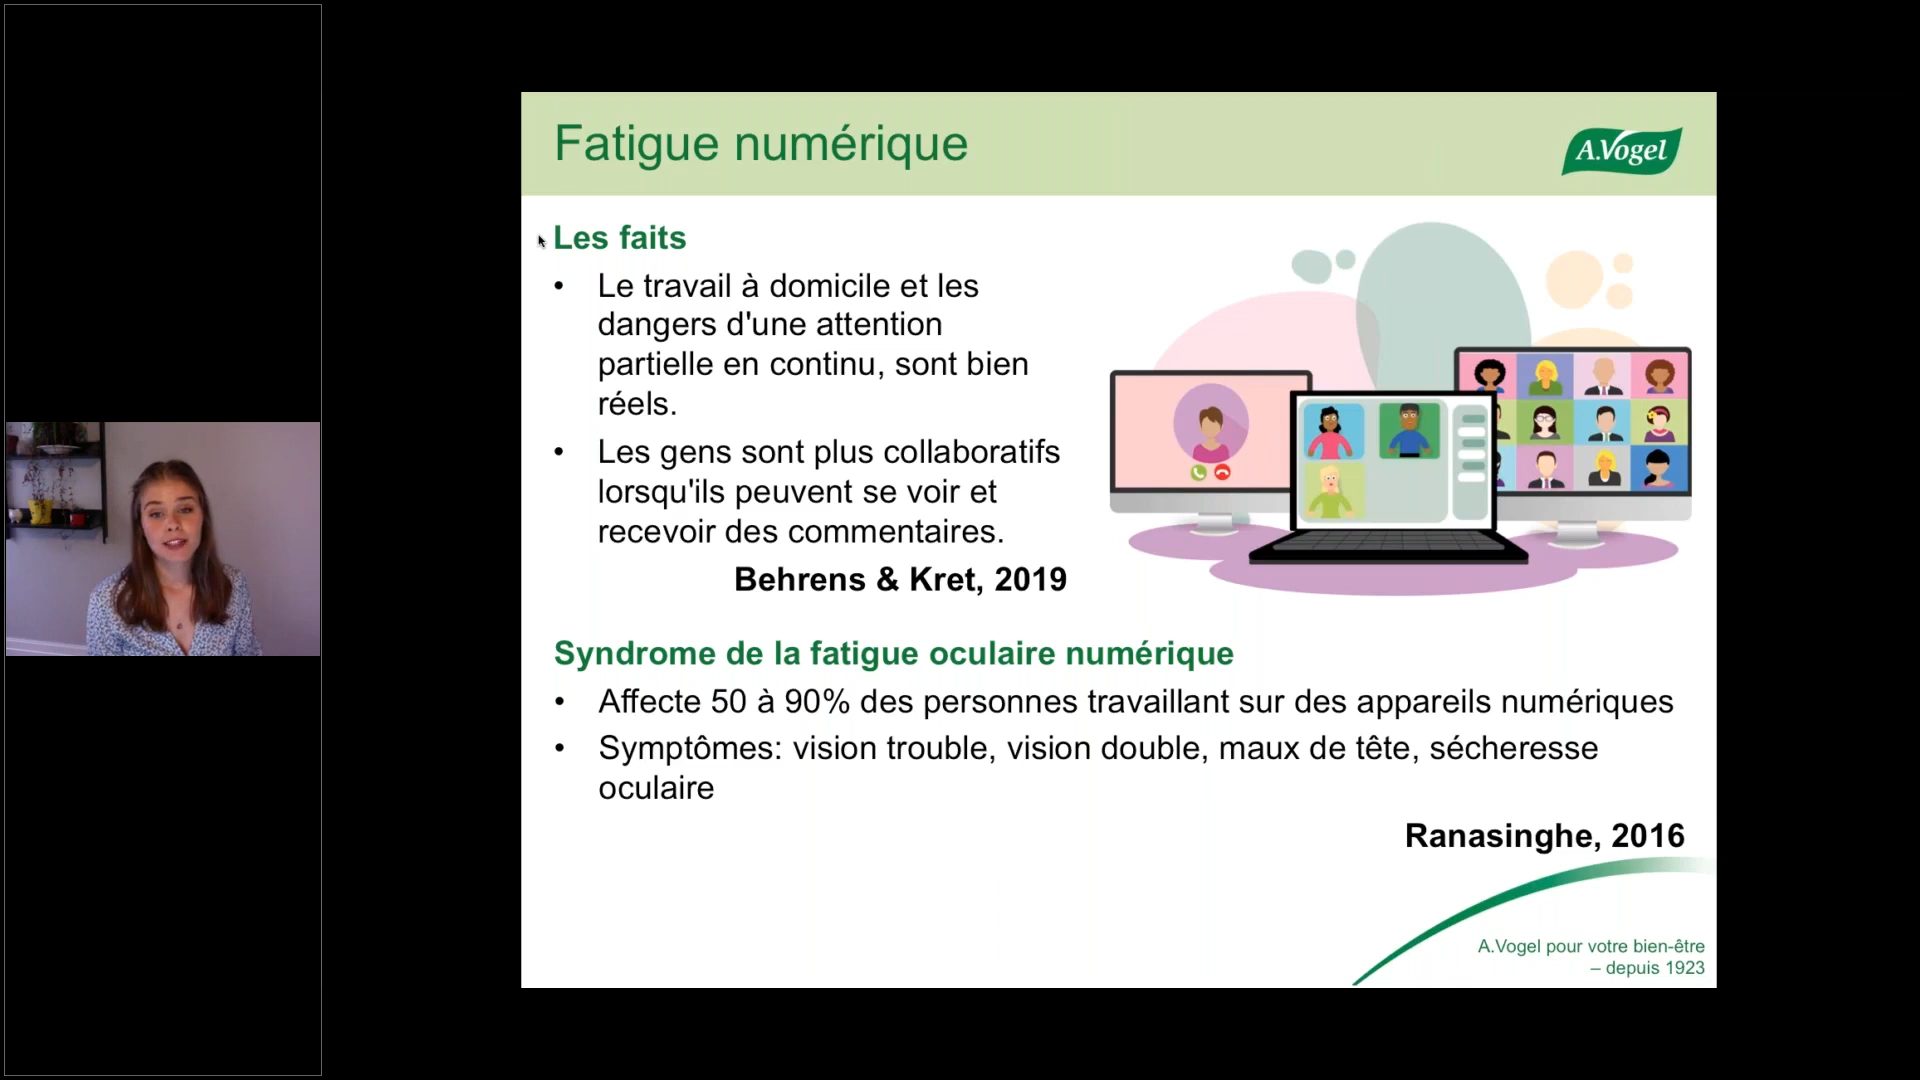 Fatigue numérique
A.Vogel
Les faits
• Le travail à domicile et les
dangers d'une attention
partielle en continu, sont bien
réels.
• Les gens sont plus collaboratifs
lorsqu'ils peuvent se voir et
recevoir des commentaires.
Behrens & Kret, 2019
Syndrome de la fatigue oculaire numérique
• Affecte 50 à 90% des personnes travaillant sur des appareils numériques
• Symptômes: vision trouble, vision double, maux de tête, sécheresse
oculaire
Ranasinghe, 2016
A.Vogel pour votre bien-être
– depuis 1923